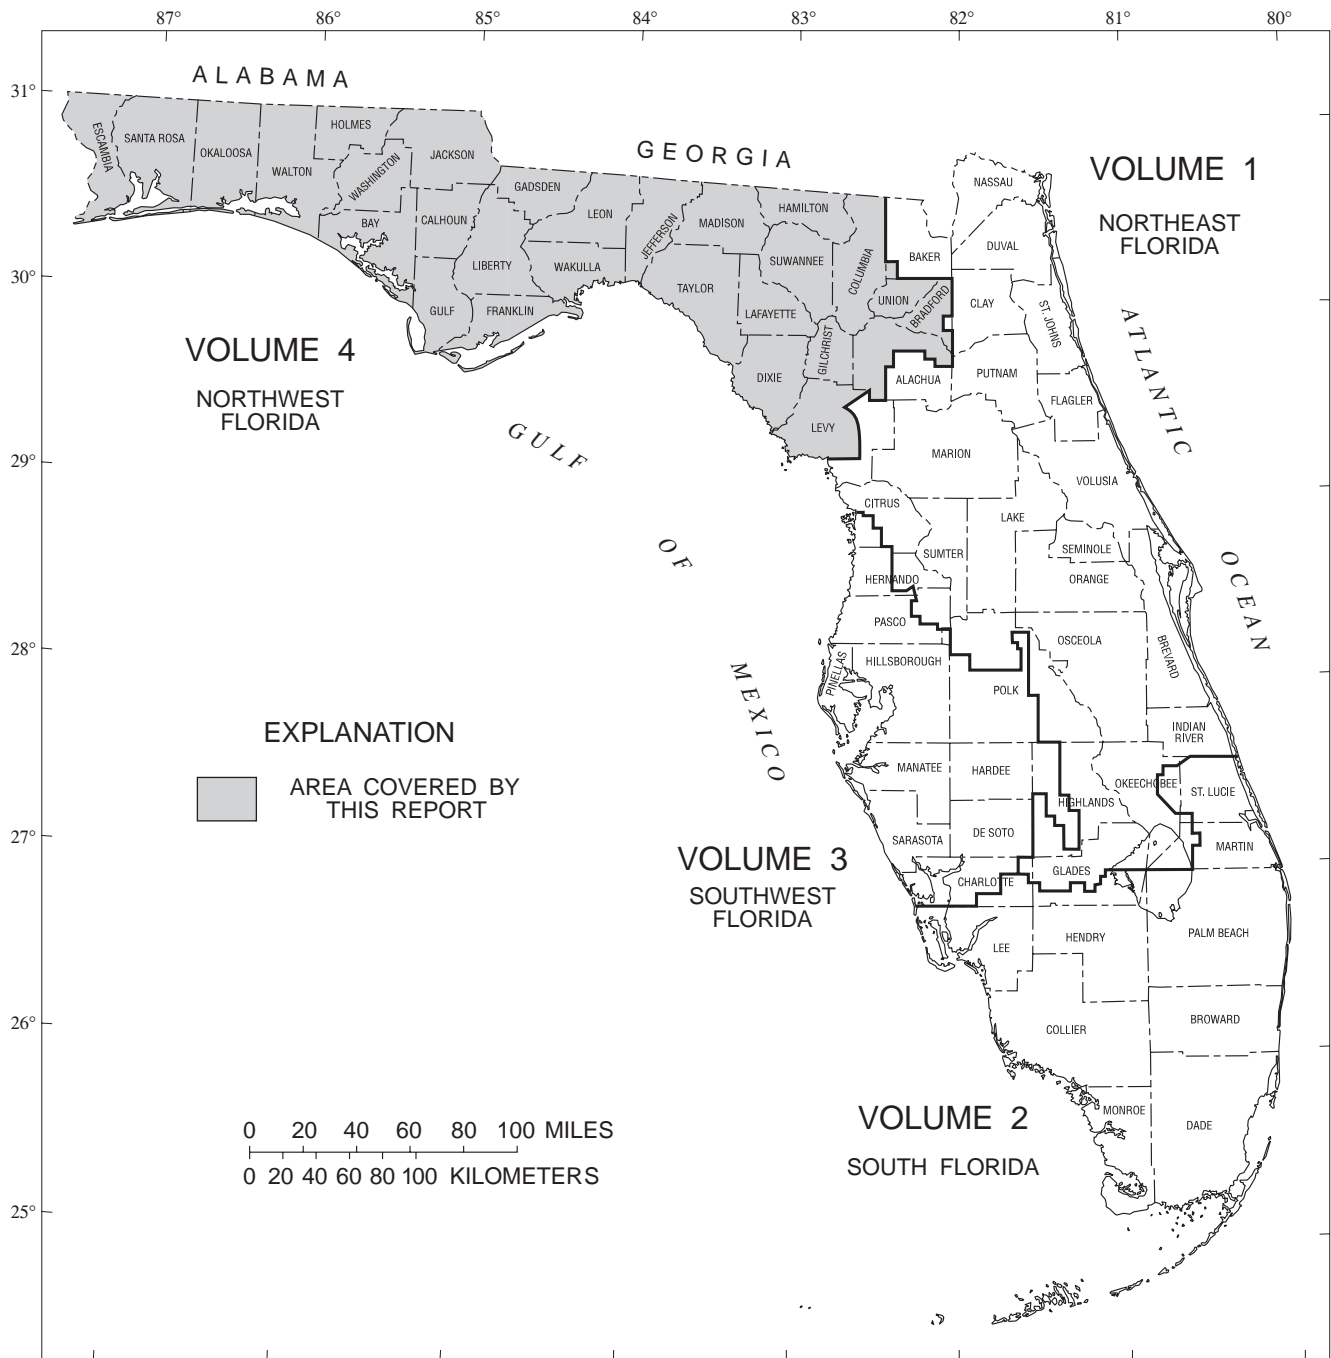 87° 86° 85° 84° 83° 82° 81° 80°
ALABAMA
31°
GEORGIA
VOLUME 1
NORTHEAST
FLORIDA
ESCAMBIA
SANTA ROSA
OKALOOSA
WALTON
HOLMES
WASHINGTON
JACKSON
BAY
CALHOUN
GADSDEN
LEON
LIBERTY
WAKULLA
GULF
FRANKLIN
JEFFERSON
MADISON
TAYLOR
HAMILTON
SUWANNEE
LAFAYETTE
COLUMBIA
BAKER
NASSAU
DUVAL
UNION
BRADFORD
CLAY
ST. JOHNS
GILCHRIST
DIXIE
ALACHUA
PUTNAM
FLAGLER
LEVY
MARION
VOLUSIA
30°
VOLUME 4
NORTHWEST
FLORIDA
ATLANTIC
OCEAN
GULF
OF
MEXICO
29°
CITRUS
LAKE
SUMTER
SEMINOLE
HERNANDO
ORANGE
PASCO
OSCEOLA
BREVARD
28°
PINELLAS
HILLSBOROUGH
POLK
INDIAN
RIVER
EXPLANATION
AREA COVERED BY
THIS REPORT
MANATEE
HARDEE
OKEECHOBEE
ST. LUCIE
HIGHLANDS
27°
SARASOTA
DE SOTO
MARTIN
VOLUME 3
SOUTHWEST
FLORIDA
CHARLOTTE
GLADES
LEE
HENDRY
PALM BEACH
26°
COLLIER
BROWARD
VOLUME 2
SOUTH FLORIDA
MONROE
DADE
0 20 40 60 80 100 MILES
0 20 40 60 80 100 KILOMETERS
25°